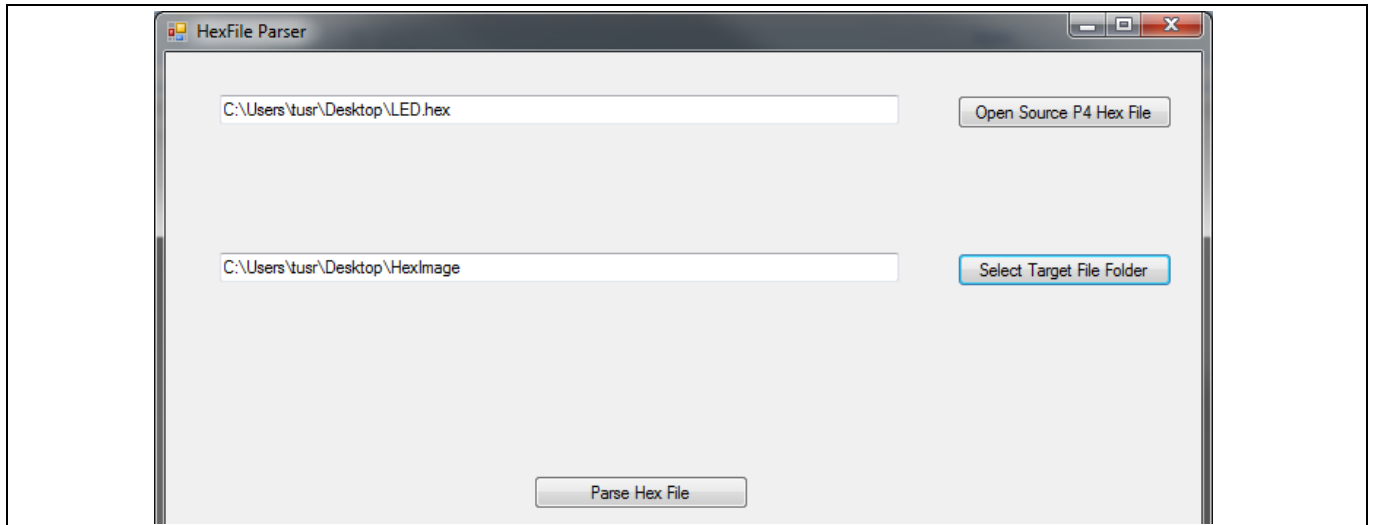 HexFile Parser
C:\Users\tusr\Desktop\LED.hex
Open Source P4 Hex File
C:\Users\tusr\Desktop\HexImage
Select Target File Folder
Parse Hex File